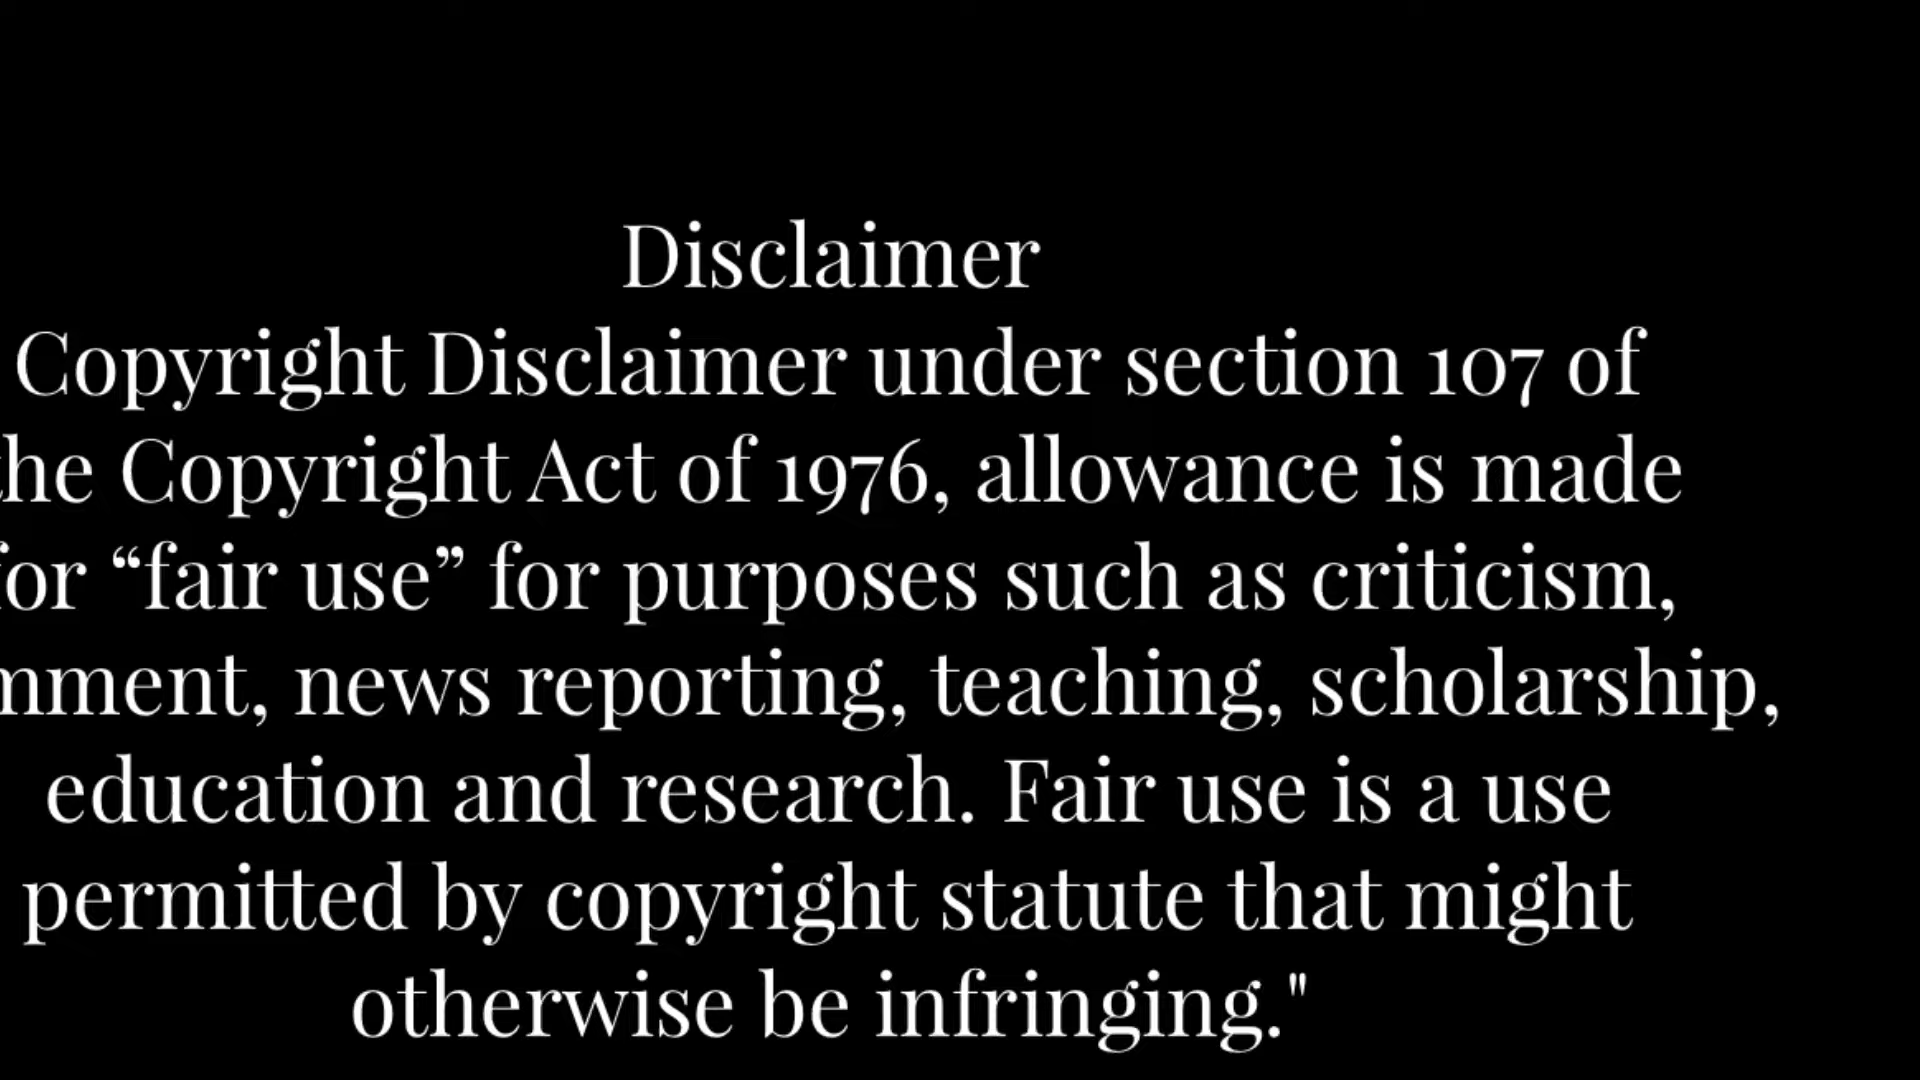 Disclaimer
Copyright Disclaimer under section 107 of
the Copyright Act of 1976, allowance is made
for “fair use” for purposes such as criticism,
mment, news reporting, teaching, scholarship,
education and research. Fair use is a use
permitted by copyright statute that might
otherwise be infringing."